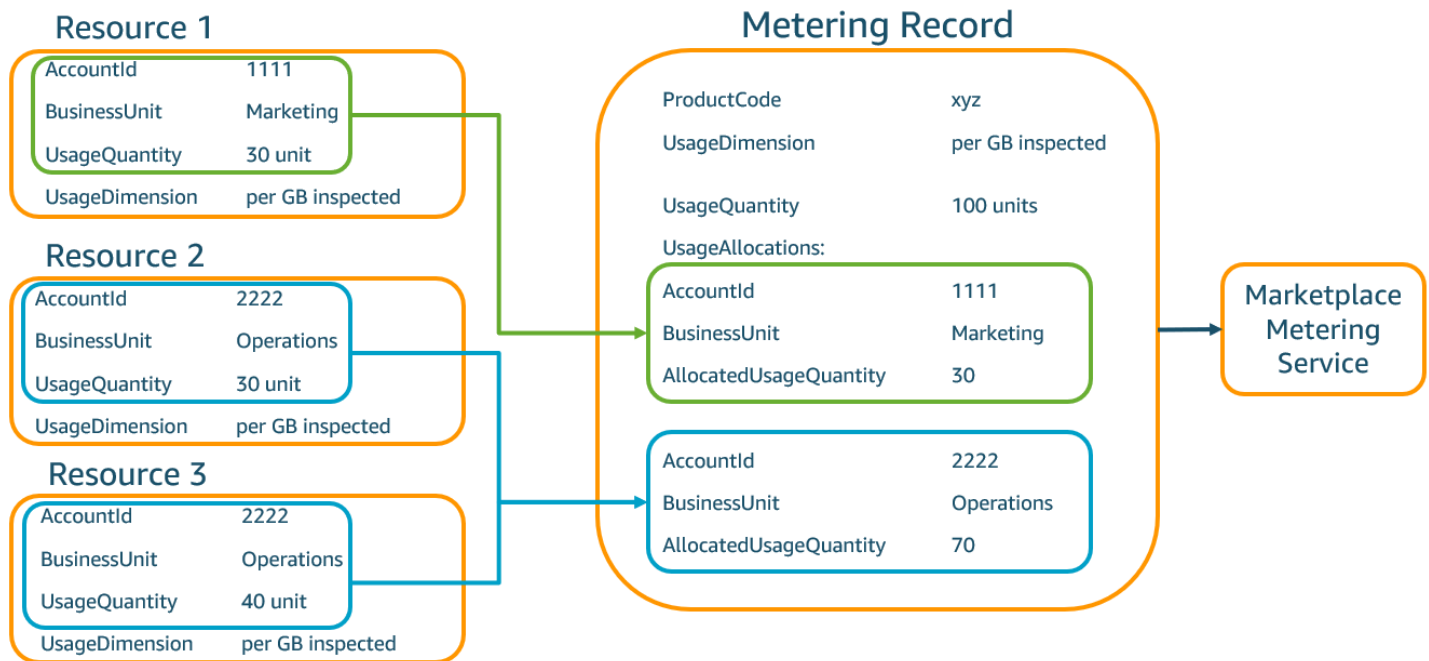 Resource 1
AccountId 1111
BusinessUnit Marketing
UsageQuantity 30 unit
UsageDimension per GB inspected
Resource 2
AccountId 2222
BusinessUnit Operations
UsageQuantity 30 unit
UsageDimension per GB inspected
Resource 3
AccountId 2222
BusinessUnit Operations
UsageQuantity 40 unit
UsageDimension per GB inspected
Metering Record
ProductCode xyz
UsageDimension per GB inspected
UsageQuantity 100 units
UsageAllocations:
AccountId 1111
BusinessUnit Marketing
AllocatedUsageQuantity 30
AccountId 2222
BusinessUnit Operations
AllocatedUsageQuantity 70
Marketplace
Metering
Service